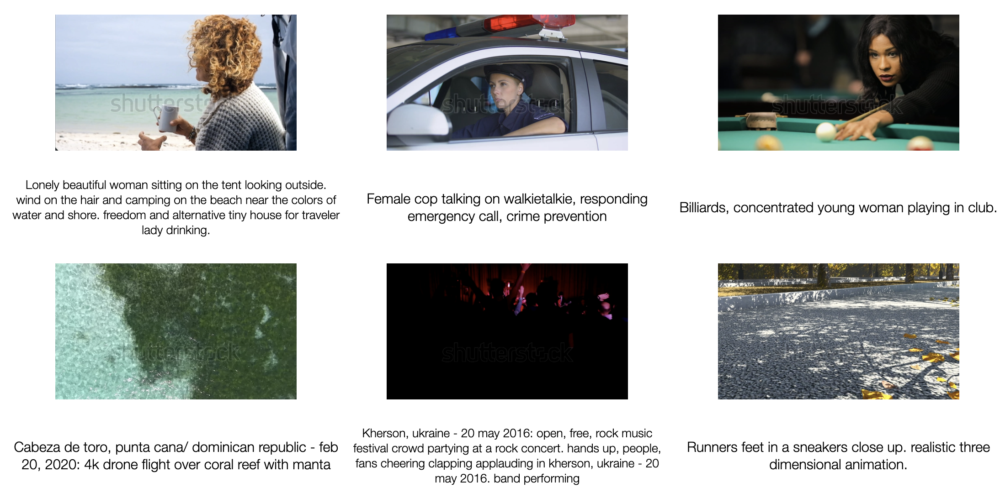 shutterstock
shutterstock
shutterstock
Lonely beautiful woman sitting on the tent looking outside.
wind on the hair and camping on the beach near the colors of
water and shore. freedom and alternative tiny house for traveler
lady drinking.
Female cop talking on walkietalkie, responding
emergency call, crime prevention
Billiards, concentrated young woman playing in club.
shutterstock
shutterstock
shutterstock
Cabeza de toro, punta cana/ dominican republic - feb
20, 2020: 4k drone flight over coral reef with manta
Kherson, ukraine - 20 may 2016: open, free, rock music
festival crowd partying at a rock concert. hands up, people,
fans cheering clapping applauding in kherson, ukraine - 20
may 2016. band performing
Runners feet in a sneakers close up. realistic three
dimensional animation.